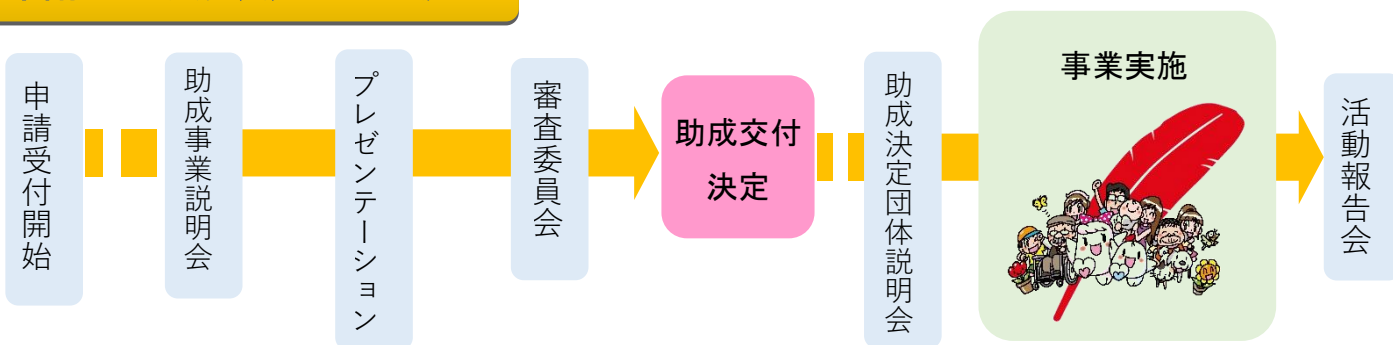 申請受付開始
助成事業説明会
プレゼンテーション
審査委員会
助成交付
決定
助成決定団体説明会
事業実施
活動報告会